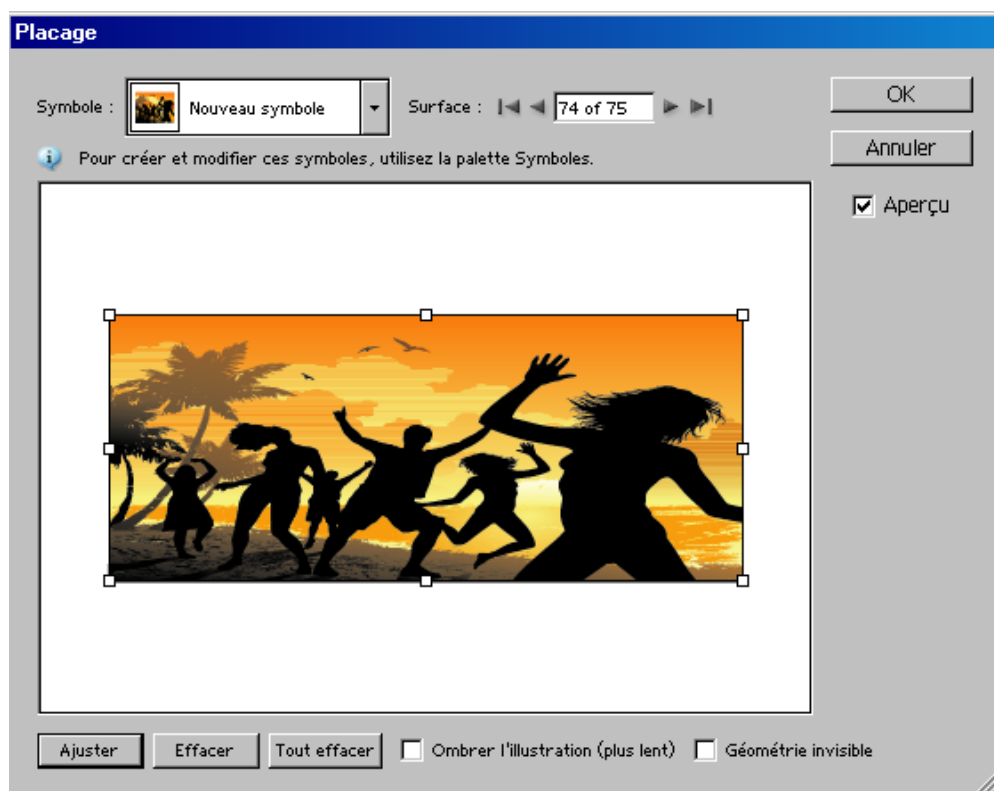 Placage
Symbole : Nouveau symbole Surface : 74 of 75 OK
Pour créer et modifier ces symboles, utilisez la palette Symboles. Annuler
Aperçu
Ajuster Effacer Tout effacer Ombrer l'illustration (plus lent) Géométrie invisible